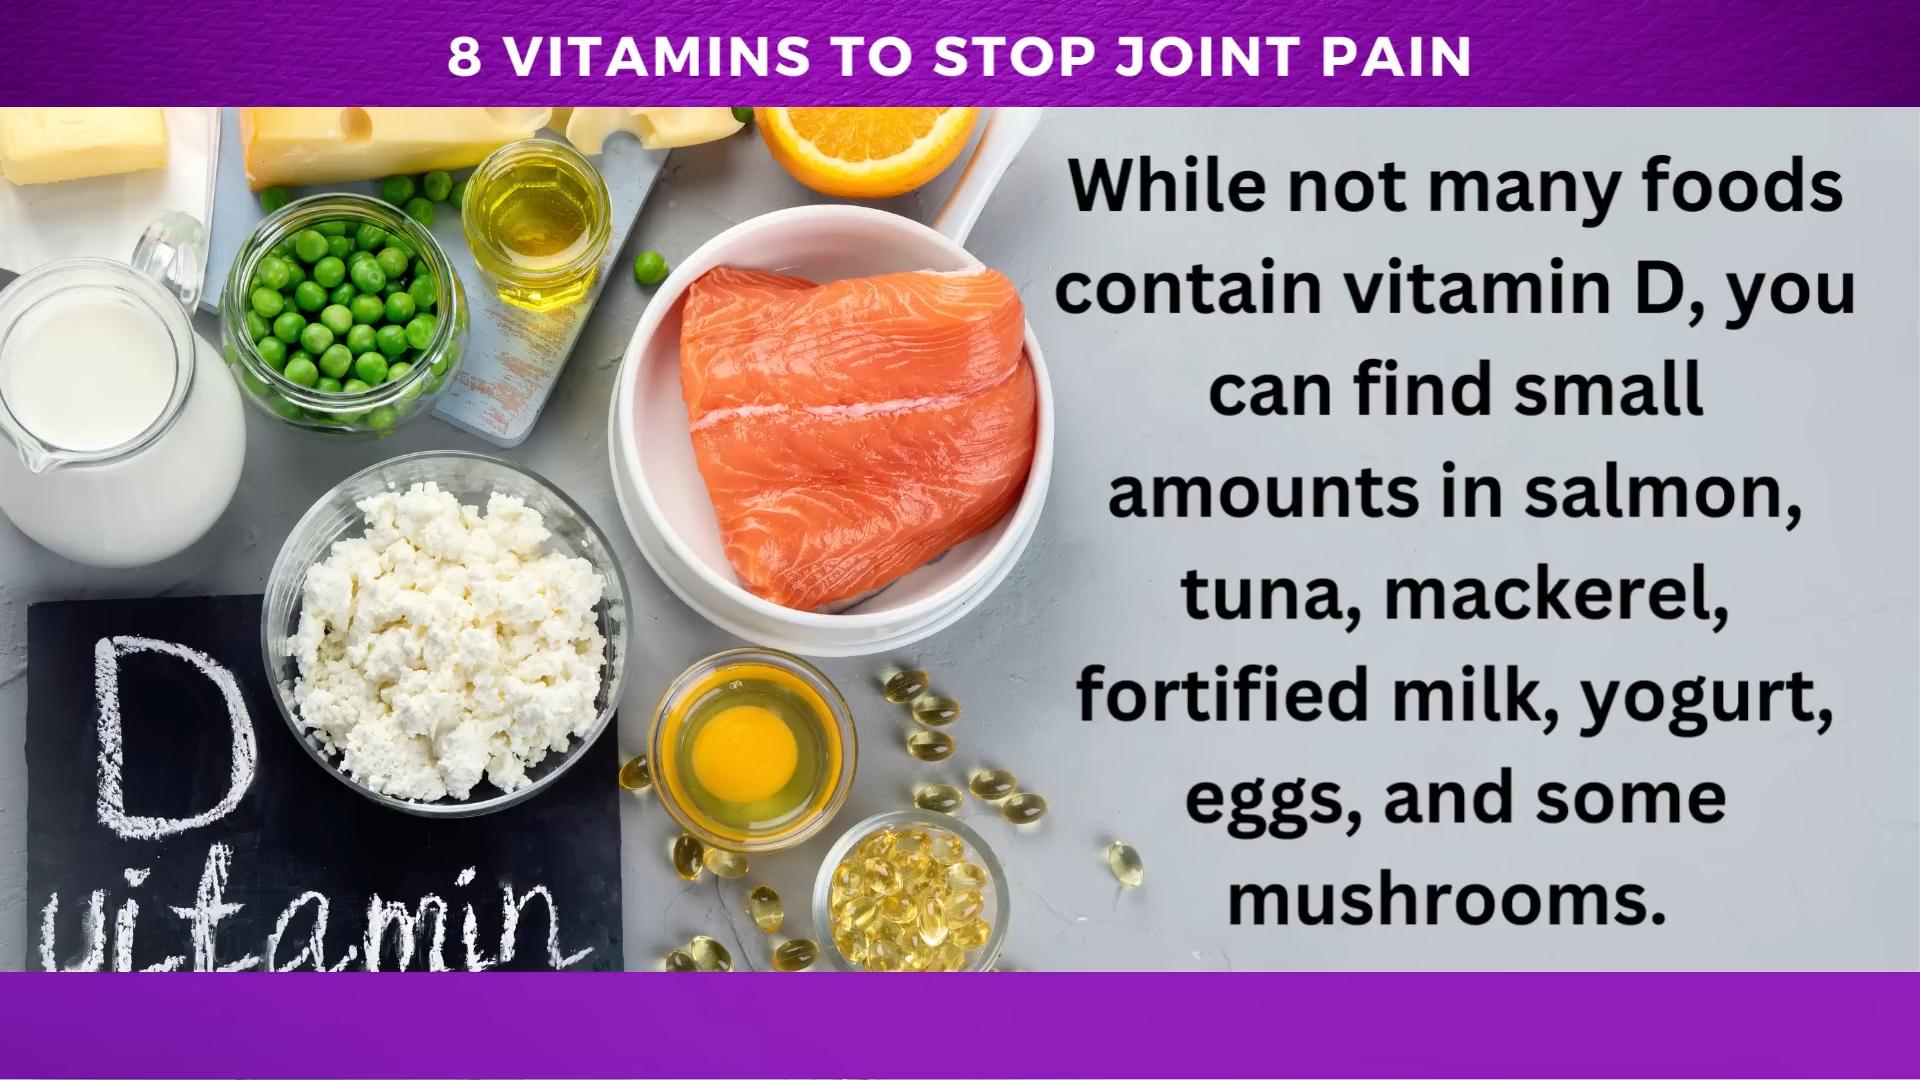 8 VITAMINS TO STOP JOINT PAIN
While not many foods
contain vitamin D, you
can find small
amounts in salmon,
tuna, mackerel,
fortified milk, yogurt,
eggs, and some
mushrooms.
D
vitamin